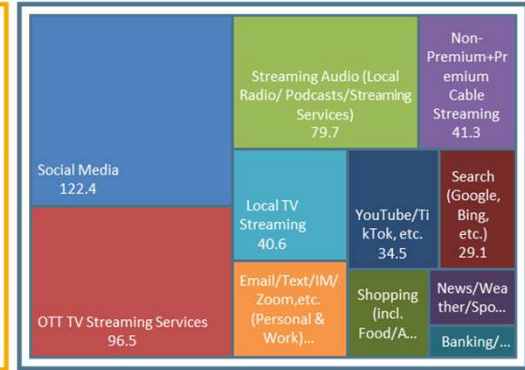 Social Media
122.4
OTT TV Streaming Services
96.5
Streaming Audio (Local
Radio/ Podcasts/Streaming
Services)
79.7
Non-
Premium+Pr
emium
Cable
Streaming
41.3
Local TV
Streaming
40.6
YouTube/Ti
kTok, etc.
34.5
Search
(Google,
Bing,
etc.)
29.1
Email/Text/IM/
Zoom,etc.
(Personal &
Work)...
Shopping
(incl.
Food/A...
News/Wea
ther/Spo...
Banking/...